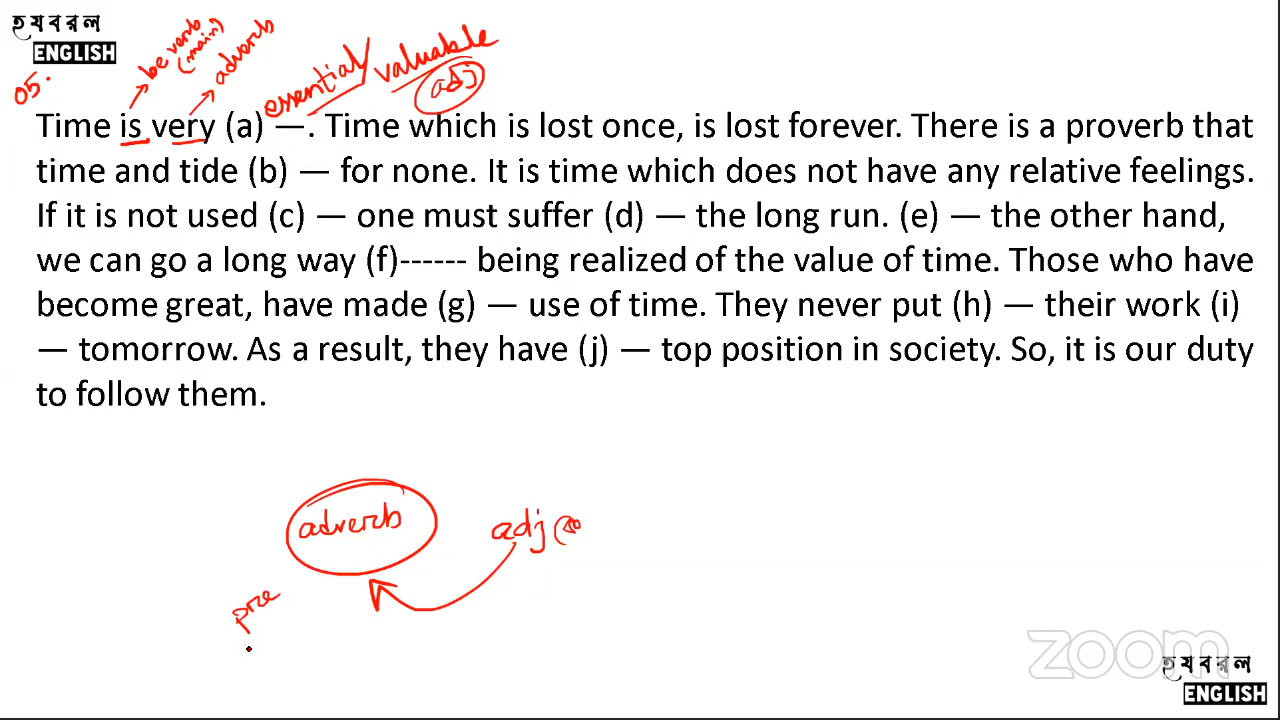 হ য ব র ল
ENGLISH
05.
be verb
(main)
adverb
essential/
valuable
adj
Time is very (a) —. Time which is lost once, is lost forever. There is a proverb that
time and tide (b) — for none. It is time which does not have any relative feelings.
If it is not used (c) — one must suffer (d) — the long run. (e) — the other hand,
we can go a long way (f)------ being realized of the value of time. Those who have
become great, have made (g) — use of time. They never put (h) — their work (i)
— tomorrow. As a result, they have (j) — top position in society. So, it is our duty
to follow them.
adverb
adj
pre
zoom
হ য ব র ল
ENGLISH